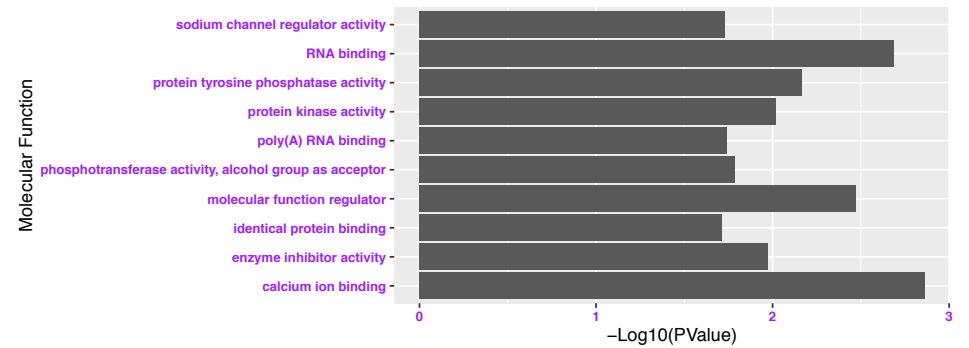 Molecular Function
sodium channel regulator activity
RNA binding
protein tyrosine phosphatase activity
protein kinase activity
poly(A) RNA binding
phosphotransferase activity, alcohol group as acceptor
molecular function regulator
identical protein binding
enzyme inhibitor activity
calcium ion binding
0 1 2 3
−Log10(PValue)